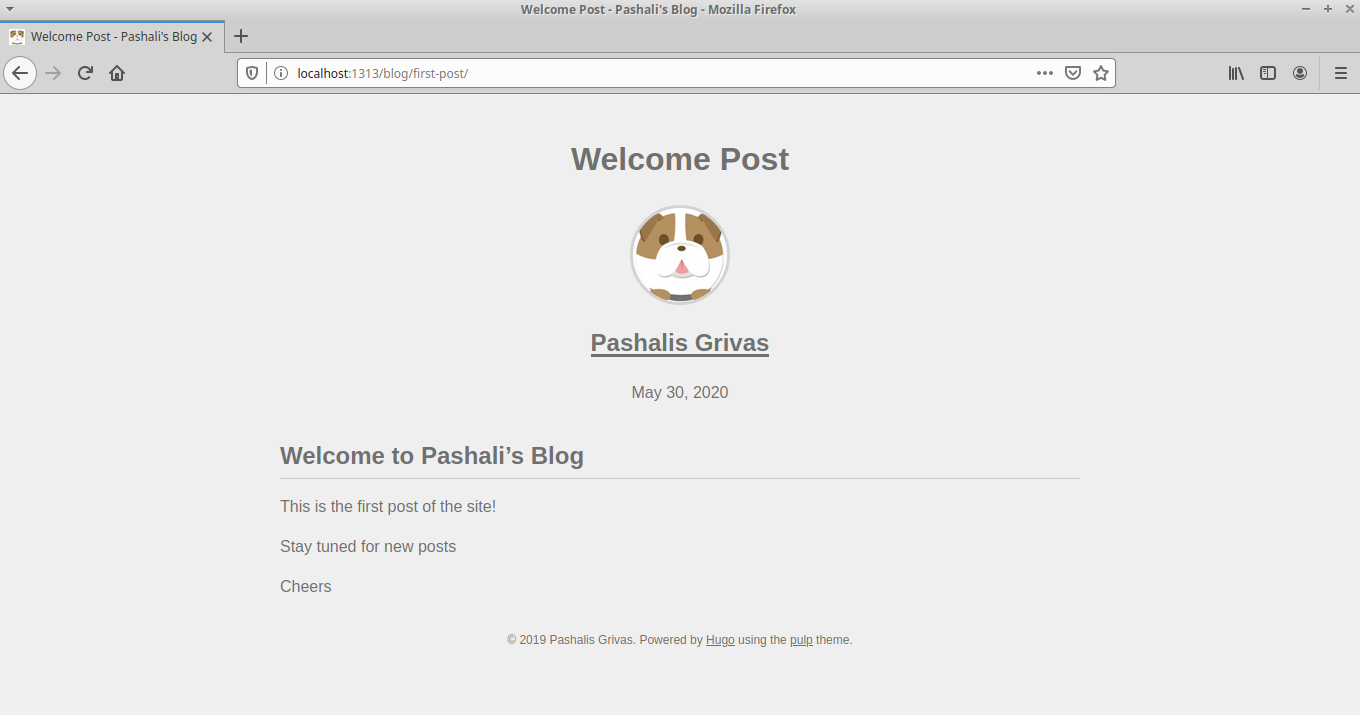 Welcome Post - Pashali's Blog - Mozilla Firefox
Welcome Post - Pashali's Blog
localhost:1313/blog/first-post/
Welcome Post
Pashalis Grivas
May 30, 2020
Welcome to Pashali’s Blog
This is the first post of the site!
Stay tuned for new posts
Cheers
© 2019 Pashalis Grivas. Powered by Hugo using the pulp theme.